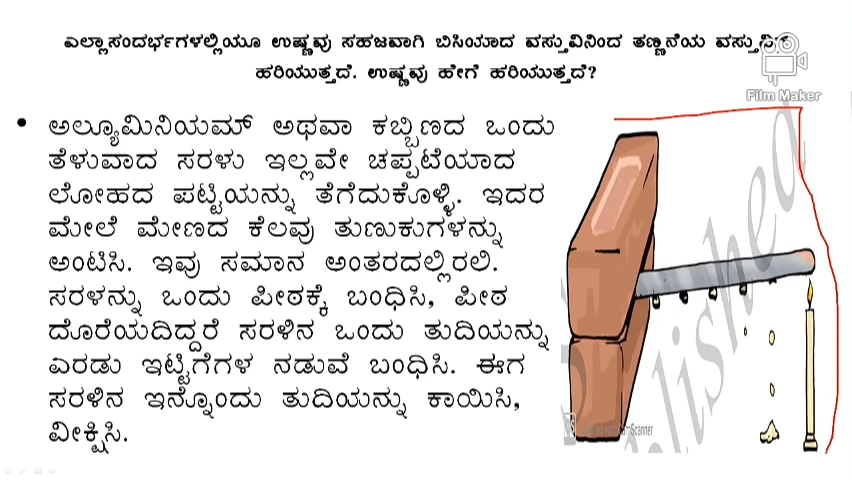 ಎಲ್ಲಾಸಂದರ್ಭಗಳಲ್ಲಿಯೂ ಉಷ್ಣವು ಸಹಜವಾಗಿ ಬಿಸಿಯಾದ ವಸ್ತುವಿನಿಂದ ತಣ್ಣನೆಯ
ಹರಿಯುತ್ತದೆ. ಉಷ್ಣವು ಹೇಗೆ ಹರಿಯುತ್ತದೆ?
Film Maker
• ಅಲ್ಯೂಮಿನಿಯಮ್ ಅಥವಾ ಕಬ್ಬಿಣದ ಒಂದು
ತೆಳುವಾದ ಸರಳು ಇಲ್ಲವೇ ಚಪ್ಪಟೆಯಾದ
ಲೋಹದ ಪಟ್ಟಿಯನ್ನು ತೆಗೆದುಕೊಳ್ಳಿ. ಇದರ
ಮೇಲೆ ಮೇಣದ ಕೆಲವು ತುಣುಕುಗಳನ್ನು
ಅಂಟಿಸಿ. ಇವು ಸಮಾನ ಅಂತರದಲ್ಲಿರಲಿ.
ಸರಳನ್ನು ಒಂದು ಪೀಠಕ್ಕೆ ಬಂಧಿಸಿ, ಪೀಠ
ದೊರೆಯದಿದ್ದರೆ ಸರಳಿನ ಒಂದು ತುದಿಯನ್ನು
ಎರಡು ಇಟ್ಟಿಗೆಗಳ ನಡುವೆ ಬಂಧಿಸಿ. ಈಗ
ಸರಳಿನ ಇನ್ನೊಂದು ತುದಿಯನ್ನು ಕಾಯಿಸಿ,
ವೀಕ್ಷಿಸಿ.